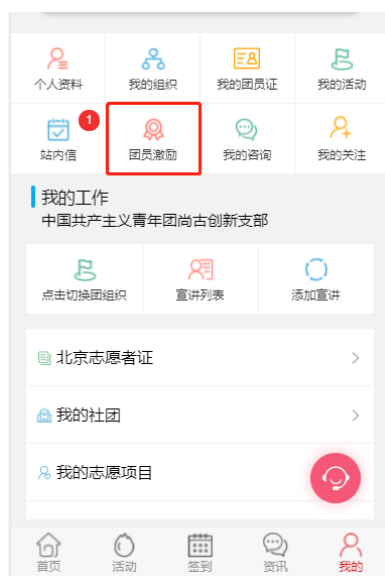 个人资料 我的组织 我的团员证 我的活动
1
站内信 团员激励 我的咨询 我的关注
我的工作
中国共产主义青年团尚古创新支部
点击切换团组织 宣讲列表 添加宣讲
北京志愿者证
我的社团
我的志愿项目
首页 活动 签到 资讯 我的